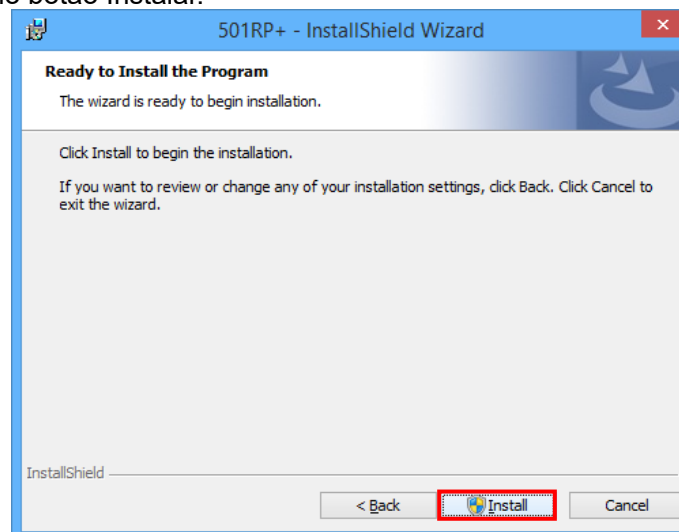 botão Instalar.
501RP+ - InstallShield Wizard
Ready to Install the Program
The wizard is ready to begin installation.
Click Install to begin the installation.
If you want to review or change any of your installation settings, click Back. Click Cancel to
exit the wizard.
InstallShield
< Back
Install
Cancel